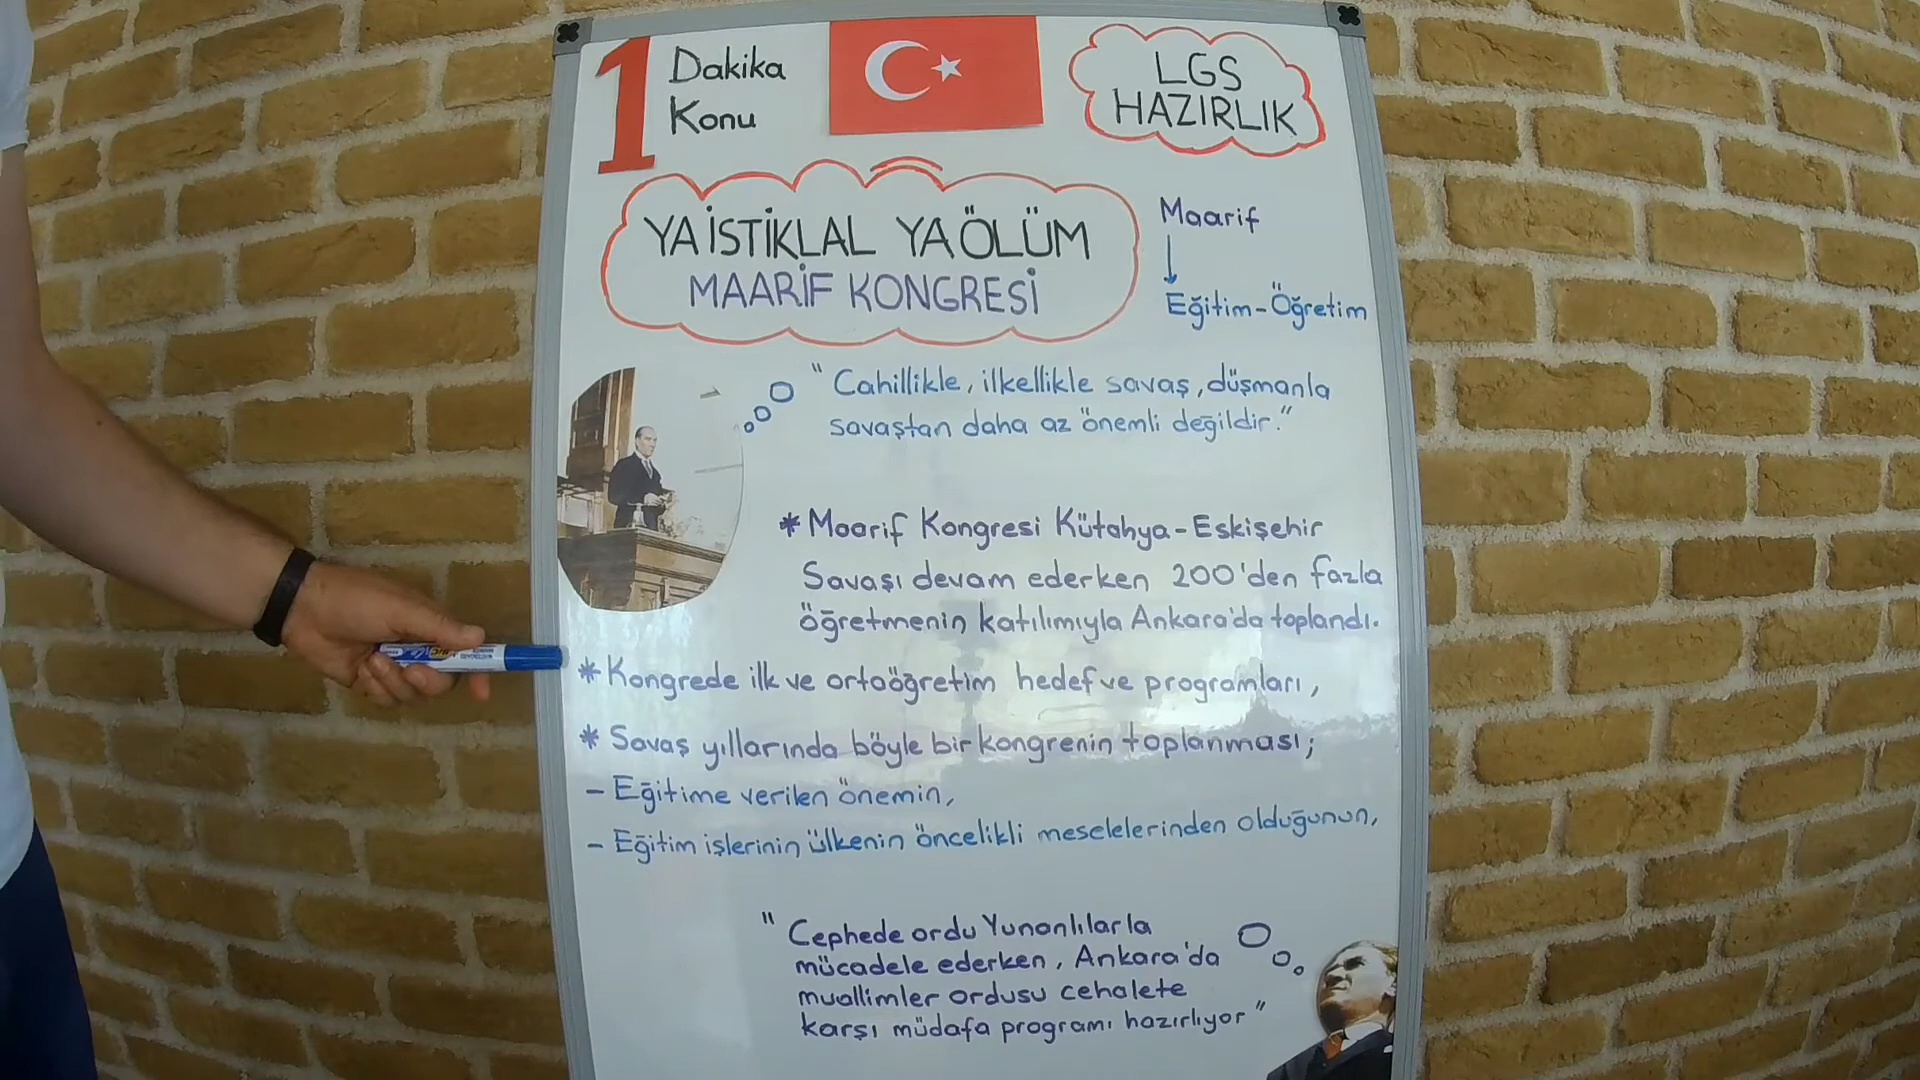 1
Dakika
Konu
LGS
HAZIRLIK
YA İSTİKLAL YA ÖLÜM
MAARİF KONGRESİ
Maarif
Eğitim-Öğretim
"Cahillikle, ilkellikle savaş, düşmanla
savaştan daha az önemli değildir."
* Maarif Kongresi Kütahya-Eskişehir
Savaşı devam ederken 200'den fazla
öğretmenin katılımıyla Ankara'da toplandı.
* Kongrede ilk ve ortaöğretim hedef ve programları,
* Savaş yıllarında böyle bir kongrenin toplanması;
- Eğitime verilen önemin,
- Eğitim işlerinin ülkenin öncelikli meselelerinden olduğunun,
"Cephede ordu Yunanlılarla
mücadele ederken, Ankara'da
muallimler ordusu cehalete
karşı müdafa programı hazırlıyor"